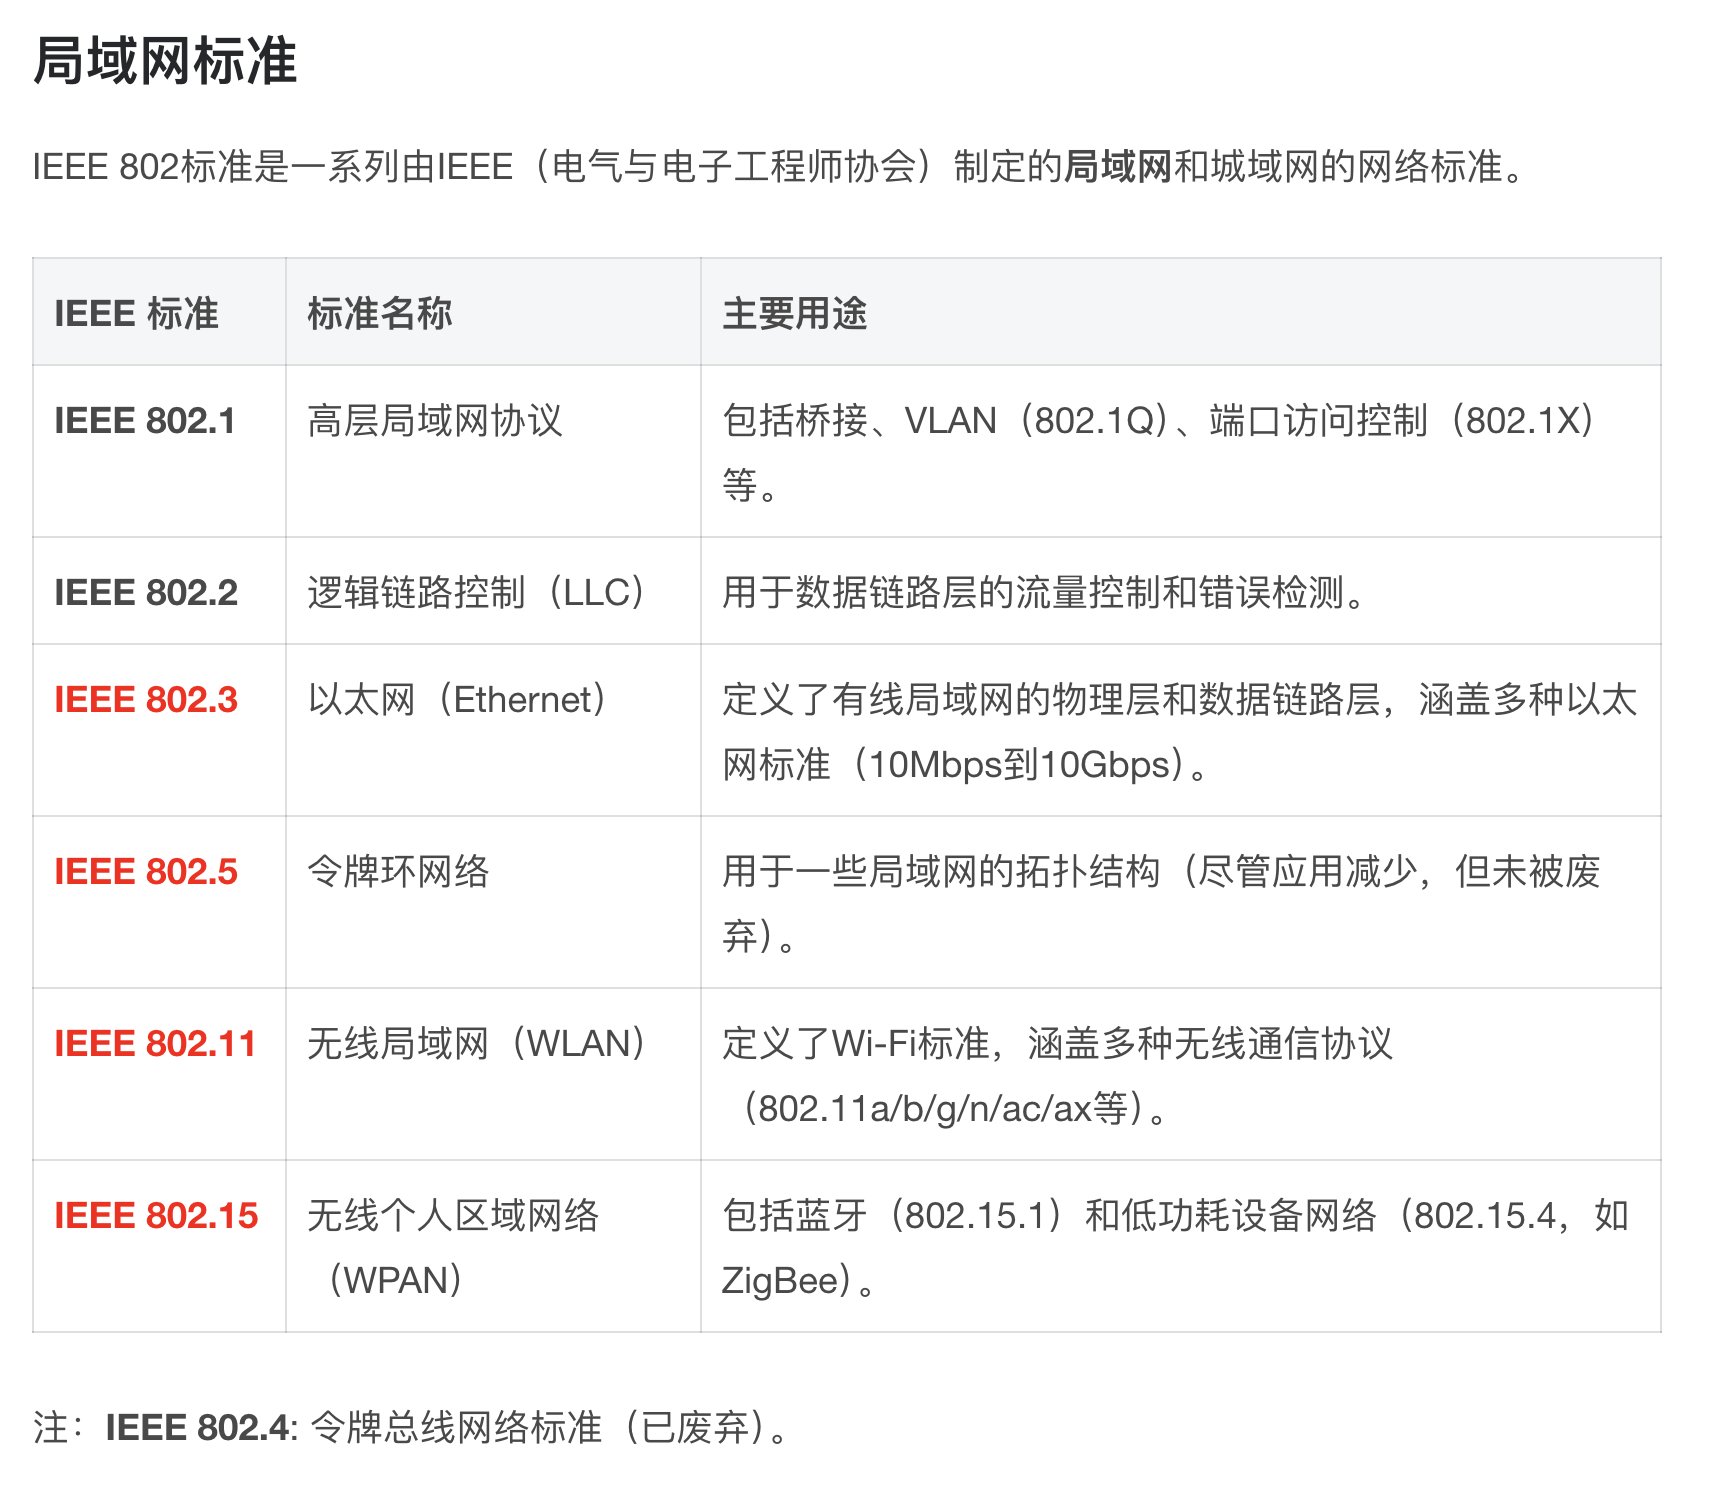 局域网标准
IEEE 802标准是一系列由IEEE（电气与电子工程师协会）制定的局域网和城域网的网络标准。
IEEE 标准 标准名称 主要用途
IEEE 802.1 高层局域网协议 包括桥接、VLAN（802.1Q）、端口访问控制（802.1X）
等。
IEEE 802.2 逻辑链路控制（LLC） 用于数据链路层的流量控制和错误检测。
IEEE 802.3 以太网（Ethernet） 定义了有线局域网的物理层和数据链路层，涵盖多种以太
网标准（10Mbps到10Gbps）。
IEEE 802.5 令牌环网络 用于一些局域网的拓扑结构（尽管应用减少，但未被废
弃）。
IEEE 802.11 无线局域网（WLAN） 定义了Wi-Fi标准，涵盖多种无线通信协议
（802.11a/b/g/n/ac/ax等）。
IEEE 802.15 无线个人区域网络 包括蓝牙（802.15.1）和低功耗设备网络（802.15.4，如
（WPAN） ZigBee）。
注：IEEE 802.4: 令牌总线网络标准（已废弃）。